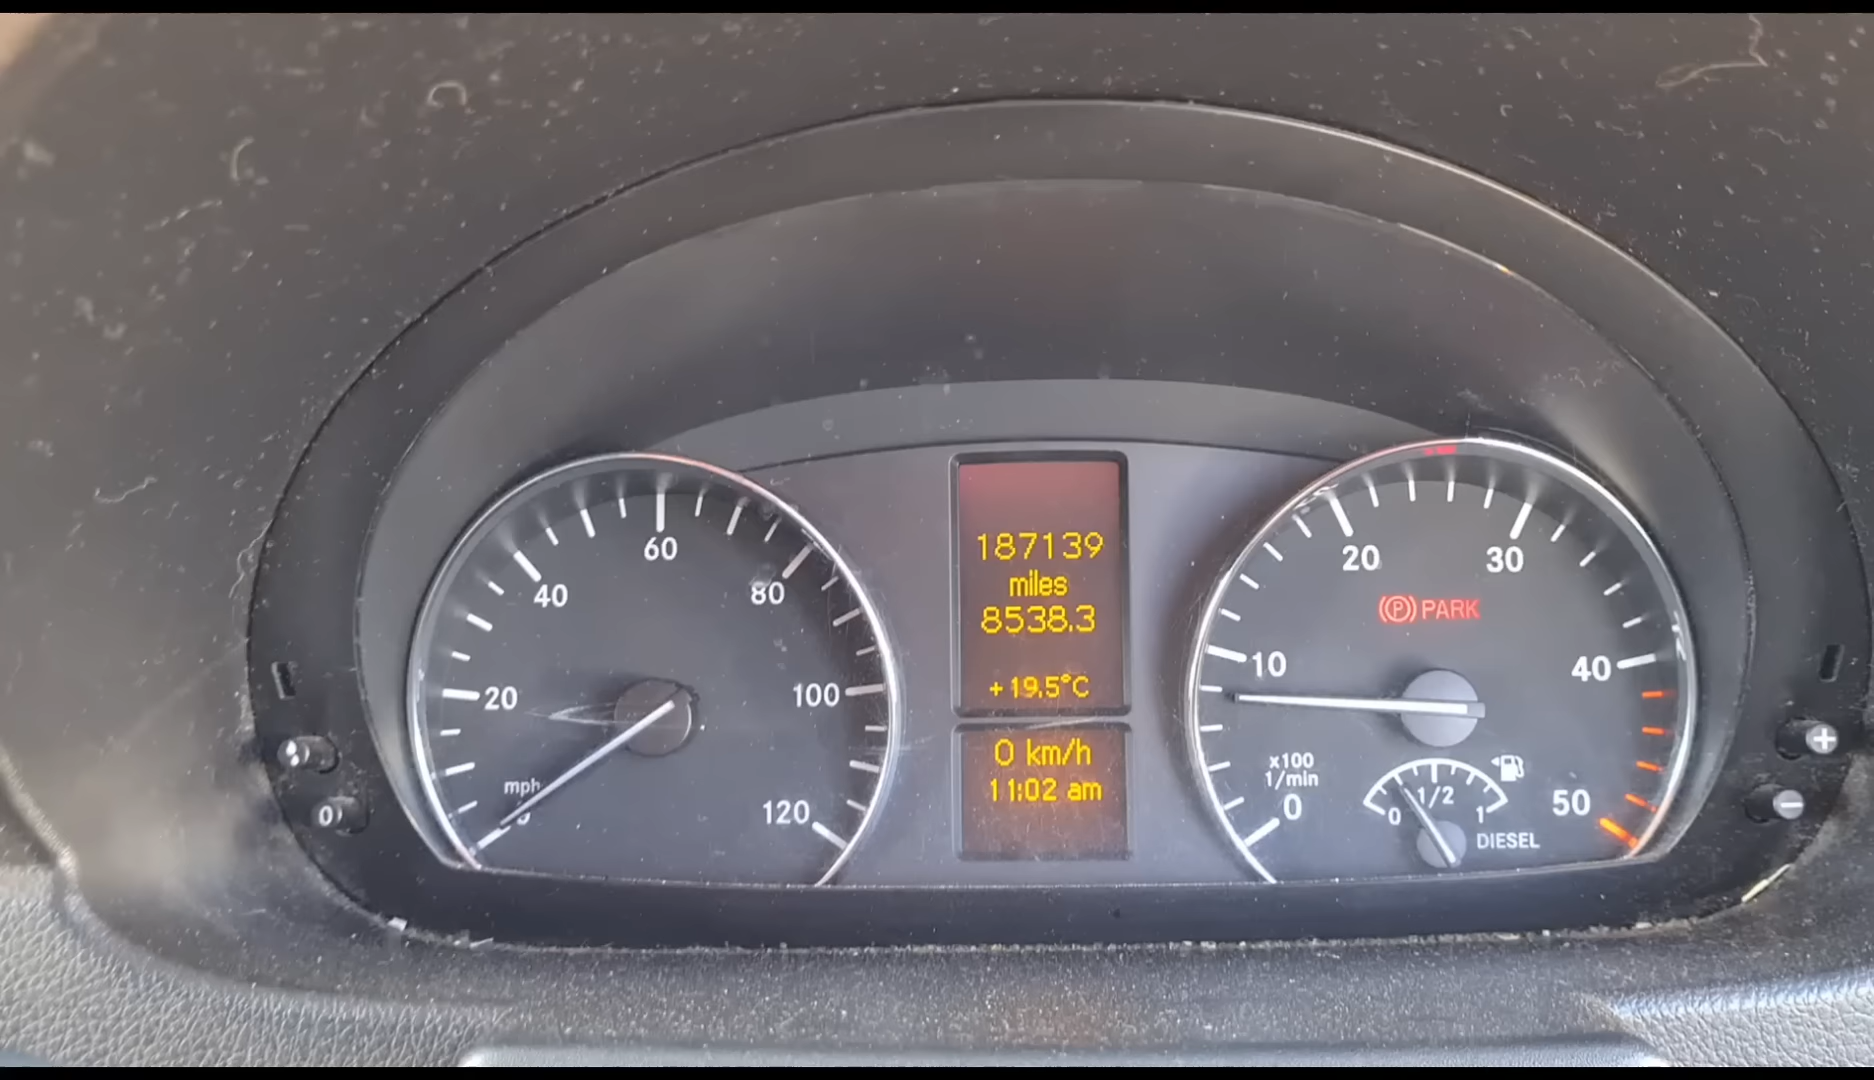 60
40
80
20
100
mph
0
120
187139
miles
8538.3
+19.5°C
0 km/h
11:02 am
20
30
(P) PARK
10
40
x100
1/min
0
50
0
1/2
1
DIESEL
0
+
−